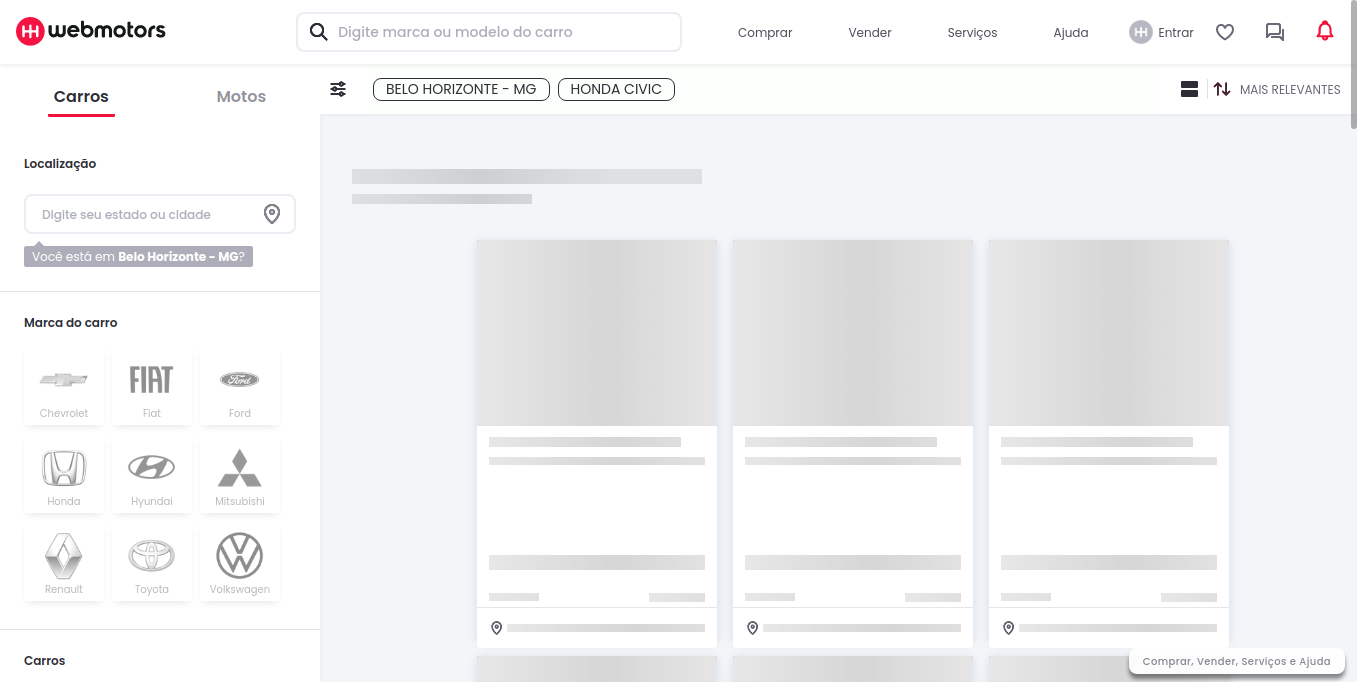 webmotors
Digite marca ou modelo do carro
Comprar
Vender
Serviços
Ajuda
Entrar
Carros
Motos
BELO HORIZONTE - MG
HONDA CIVIC
MAIS RELEVANTES
Localização
Digite seu estado ou cidade
Você está em Belo Horizonte - MG?
Marca do carro
Chevrolet
FIAT
Fiat
Ford
Ford
Honda
Hyundai
Mitsubishi
Renault
Toyota
Volkswagen
Carros
Comprar, Vender, Serviços e Ajuda